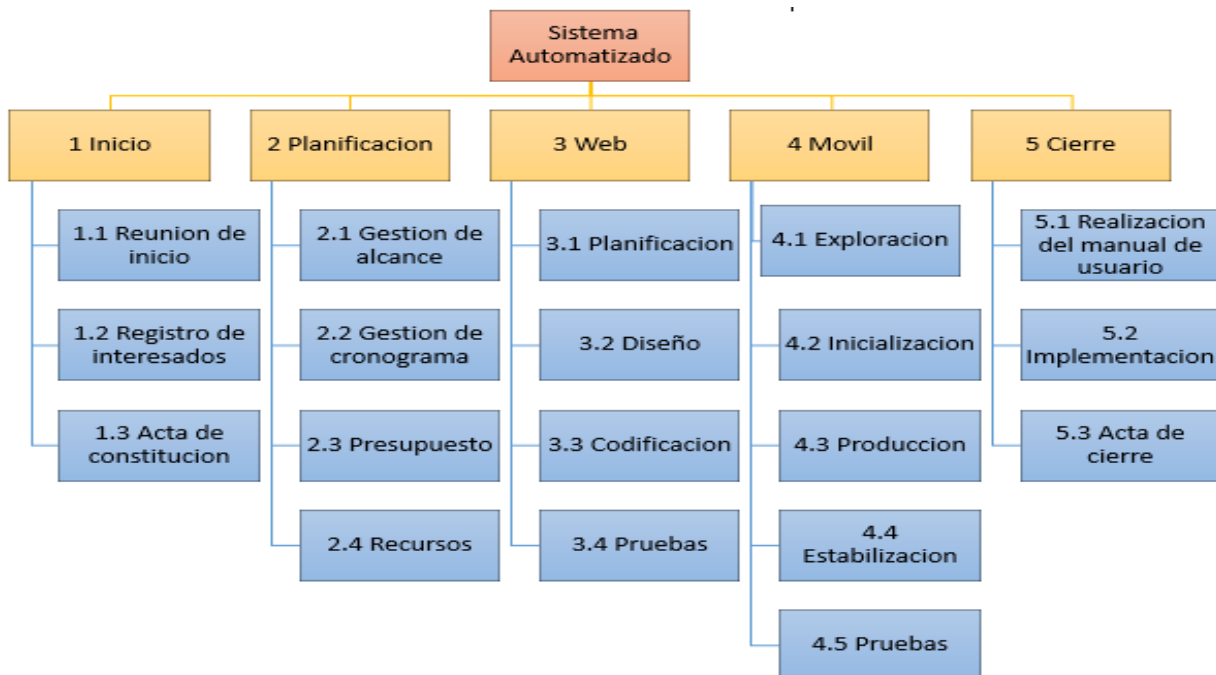 Sistema
Automatizado
1 Inicio
2 Planificacion
3 Web
4 Movil
5 Cierre
1.1 Reunion de
inicio
1.2 Registro de
interesados
1.3 Acta de
constitucion
2.1 Gestion de
alcance
2.2 Gestion de
cronograma
2.3 Presupuesto
2.4 Recursos
3.1 Planificacion
3.2 Diseño
3.3 Codificacion
3.4 Pruebas
4.1 Exploracion
4.2 Inicialización
4.3 Produccion
4.4
Estabilizacion
4.5 Pruebas
5.1 Realizacion
del manual de
usuario
5.2
Implementacion
5.3 Acta de
cierre